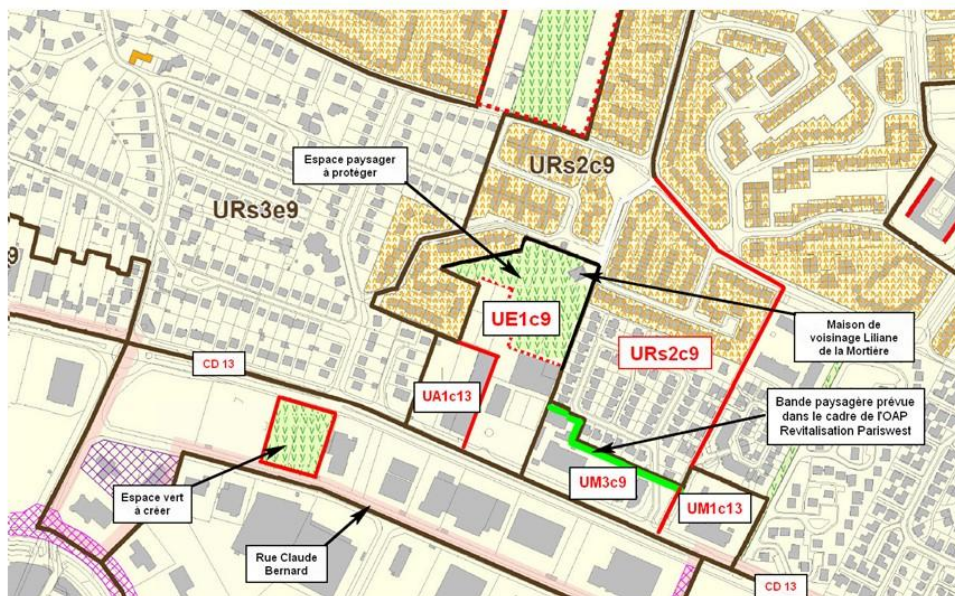 Espace paysager
à protéger
URs2c9
URs3e9
9
UE1c9
Maison de
voisinage Liliane
de la Mortière
URs2c9
CD 13
UA1c13
Bande paysagère prévue
dans le cadre de l'OAP
Revitalisation Pariswest
UM3c9
UM1c13
Espace vert
à créer
Rue Claude
Bernard
CD 13